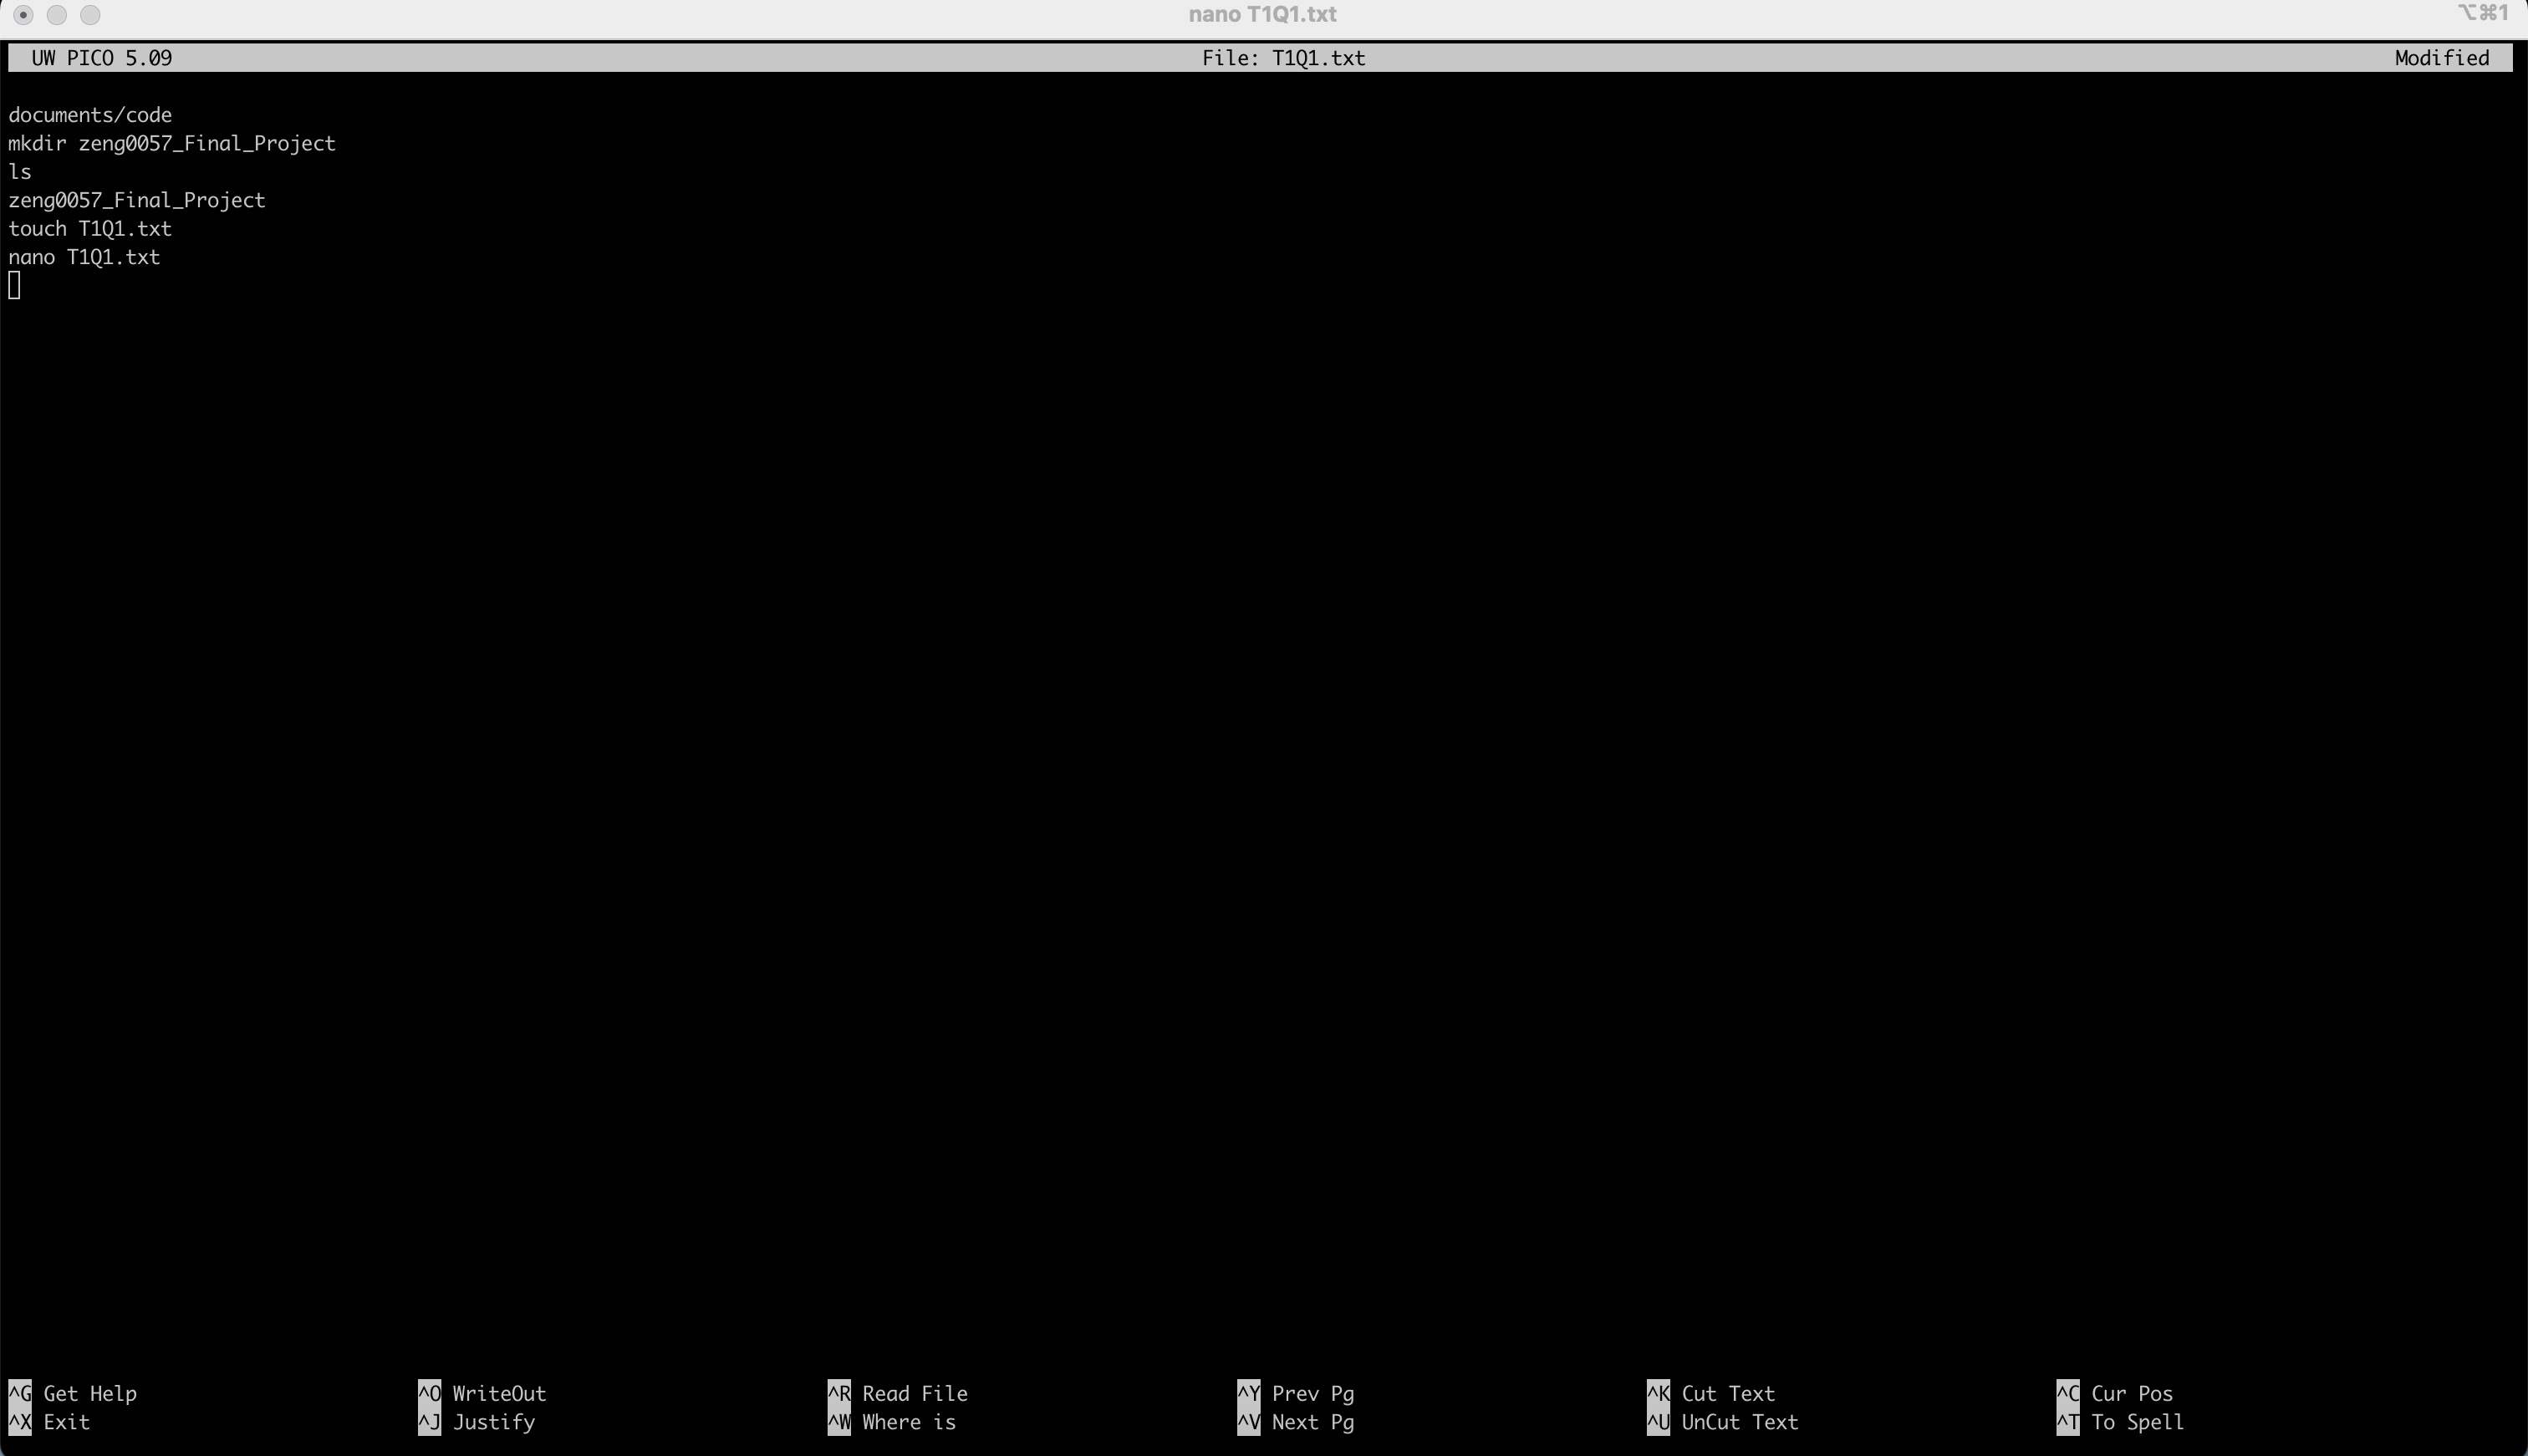 nano T1Q1.txt
⌥⌘1
UW PICO 5.09 File: T1Q1.txt Modified
documents/code
mkdir zeng0057_Final_Project
ls
zeng0057_Final_Project
touch T1Q1.txt
nano T1Q1.txt
^G Get Help ^O WriteOut ^R Read File ^Y Prev Pg ^K Cut Text ^C Cur Pos
^X Exit ^J Justify ^W Where is ^V Next Pg ^U UnCut Text ^T To Spell